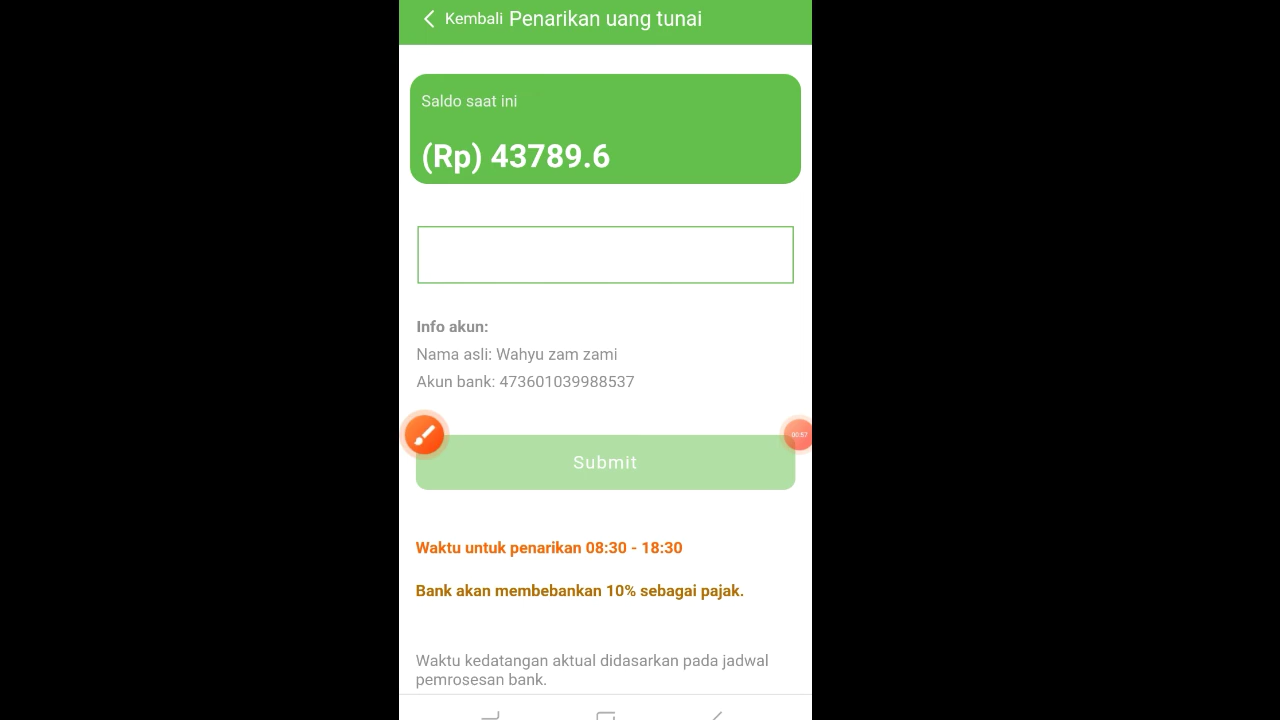 Kembali Penarikan uang tunai
Saldo saat ini
(Rp) 43789.6
Info akun:
Nama asli: Wahyu zam zami
Akun bank: 473601039988537
00:57
Submit
Waktu untuk penarikan 08:30 - 18:30
Bank akan membebankan 10% sebagai pajak.
Waktu kedatangan aktual didasarkan pada jadwal
pemrosesan bank.